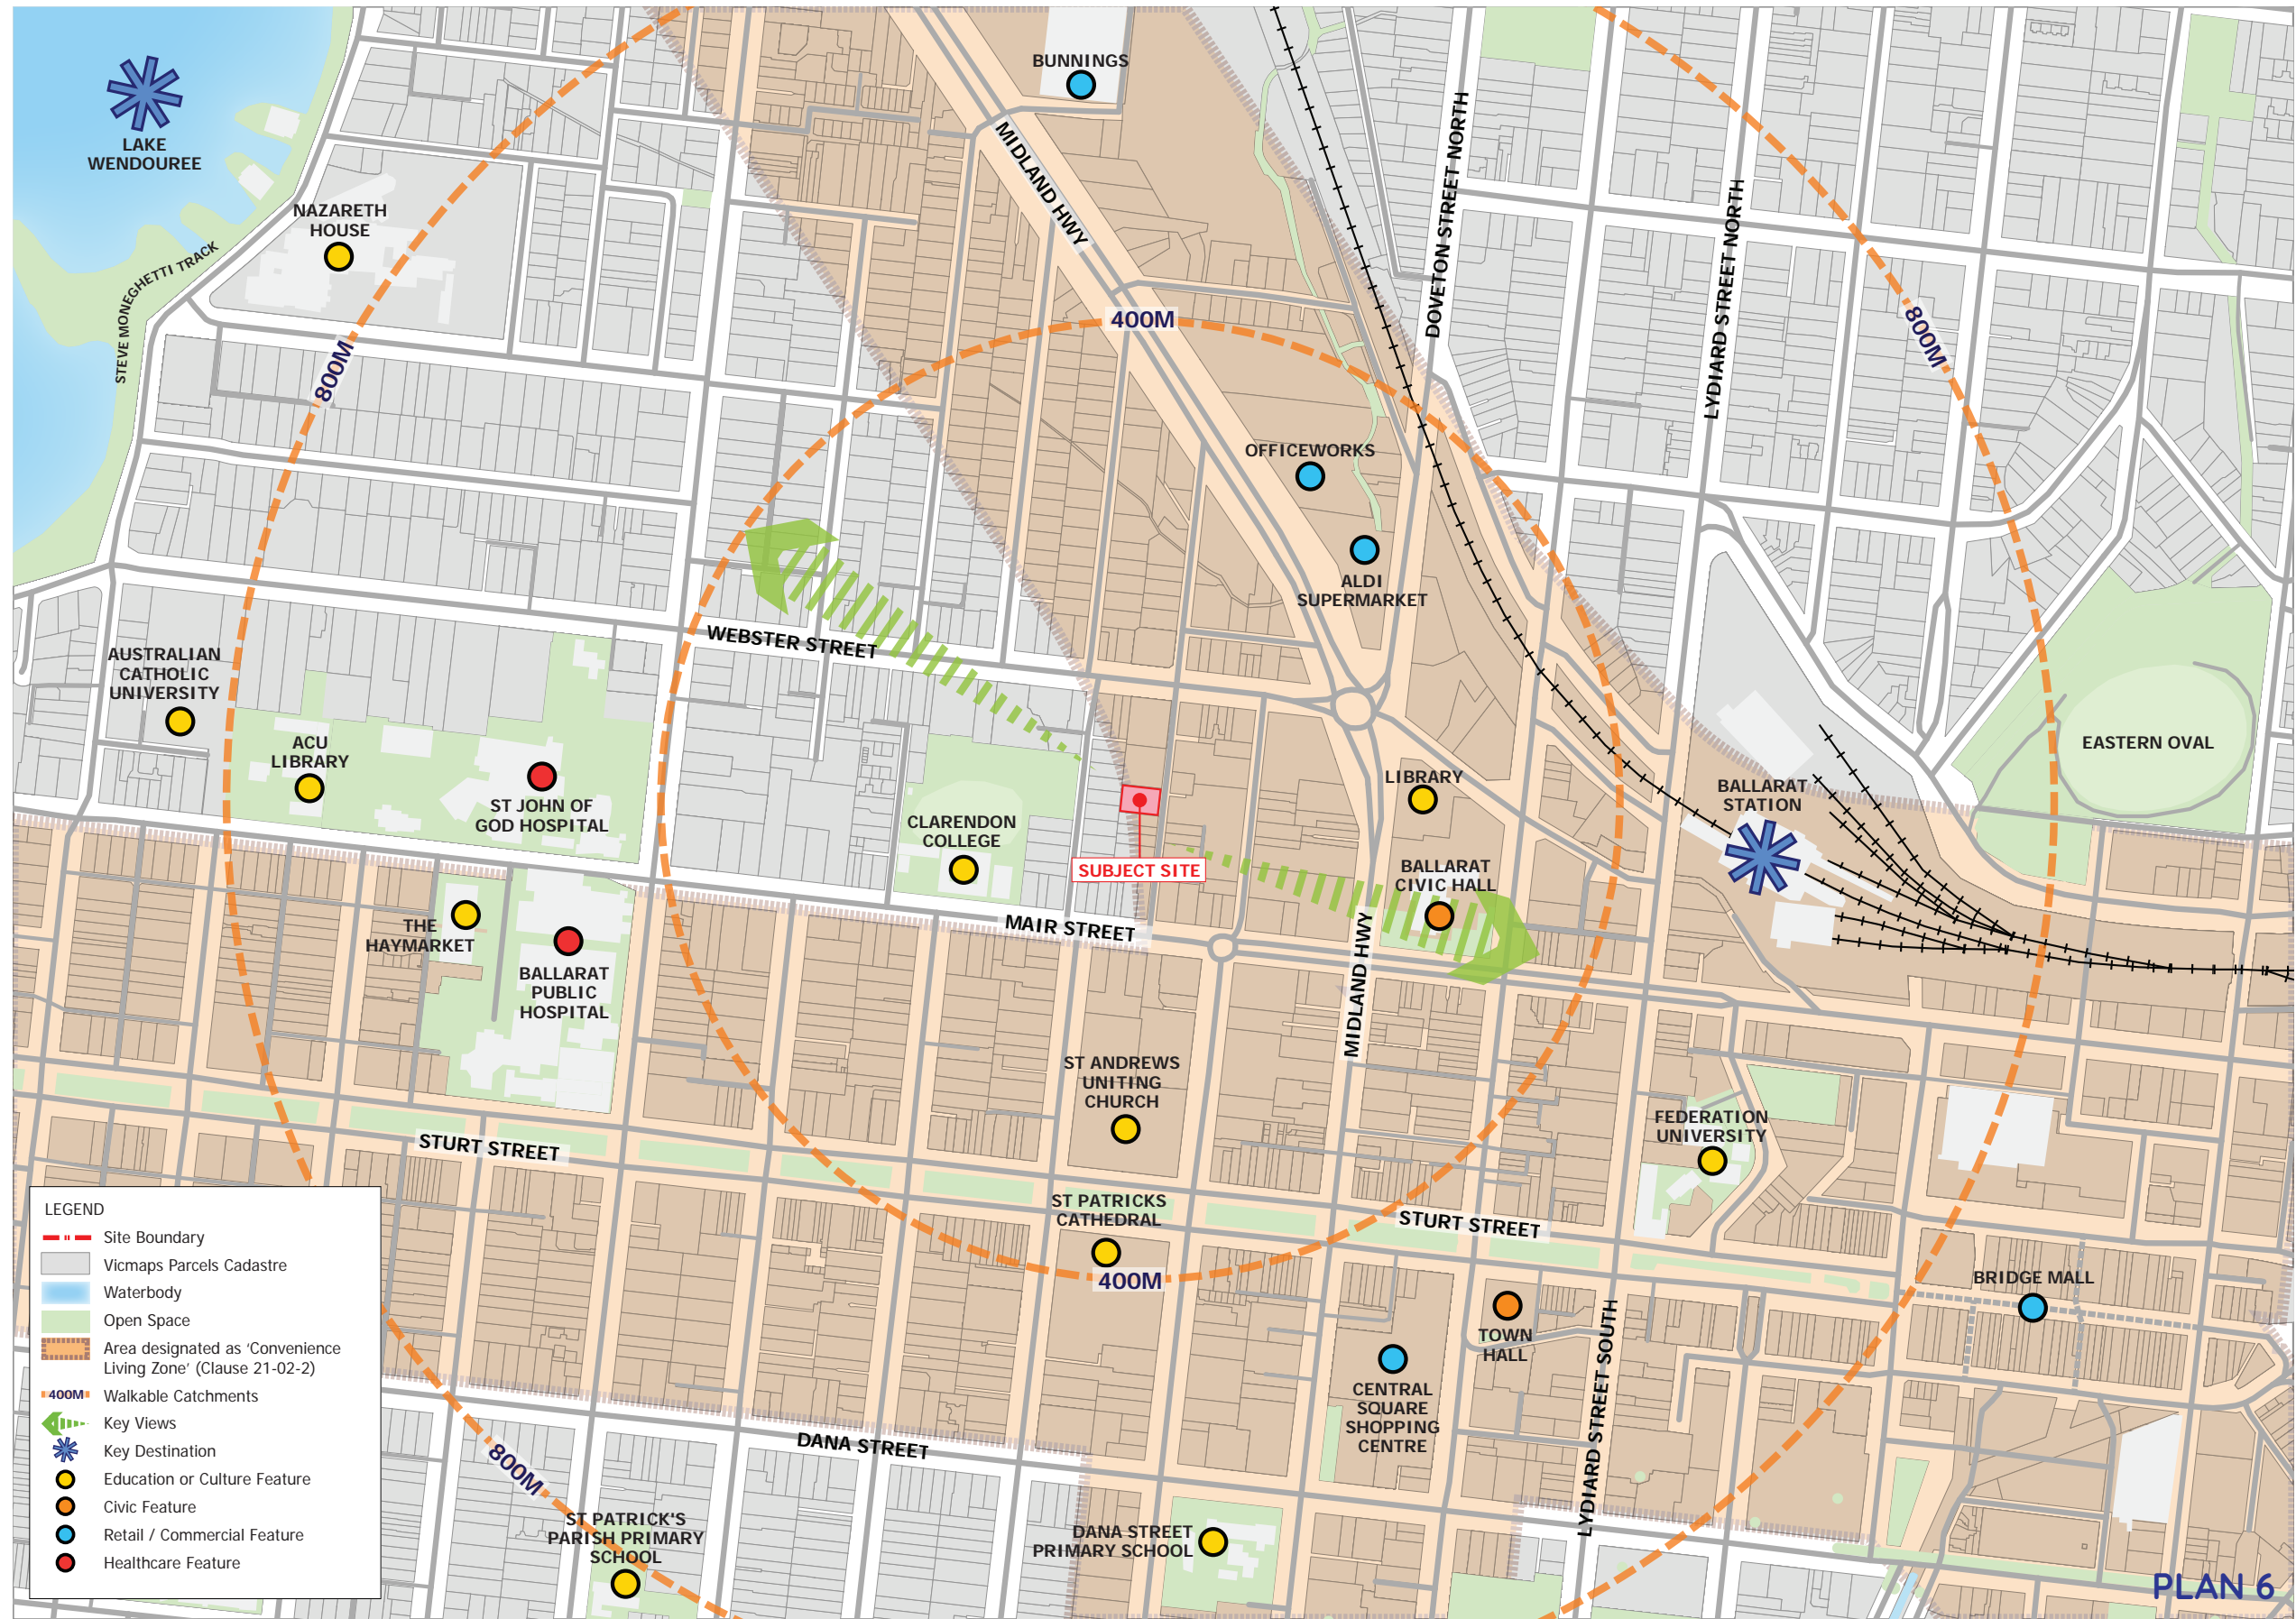 BUNNINGS
LAKE
WENDOUREE
MIDLAND HWY
DOVETON STREET NORTH
LYDIARD STREET NORTH
NAZARETH
HOUSE
STEVE MONEGHETTI TRACK
400M
800M
800M
OFFICEWORKS
ALDI
SUPERMARKET
WEBSTER STREET
AUSTRALIAN
CATHOLIC
UNIVERSITY
ACU
LIBRARY
ST JOHN OF
GOD HOSPITAL
CLARENDON
COLLEGE
SUBJECT SITE
LIBRARY
BALLARAT
CIVIC HALL
BALLARAT
STATION
EASTERN OVAL
THE
HAYMARKET
BALLARAT
PUBLIC
HOSPITAL
MAIR STREET
MIDLAND HWY
ST ANDREWS
UNITING
CHURCH
FEDERATION
UNIVERSITY
STURT STREET
ST PATRICKS
CATHEDRAL
STURT STREET
400M
BRIDGE MALL
TOWN
HALL
CENTRAL
SQUARE
SHOPPING
CENTRE
LYDIARD STREET SOUTH
DANA STREET
800M
ST PATRICK'S
PARISH PRIMARY
SCHOOL
DANA STREET
PRIMARY SCHOOL
LEGEND
Site Boundary
Vicmaps Parcels Cadastre
Waterbody
Open Space
Area designated as 'Convenience
Living Zone' (Clause 21-02-2)
400M Walkable Catchments
Key Views
Key Destination
Education or Culture Feature
Civic Feature
Retail / Commercial Feature
Healthcare Feature
PLAN 6